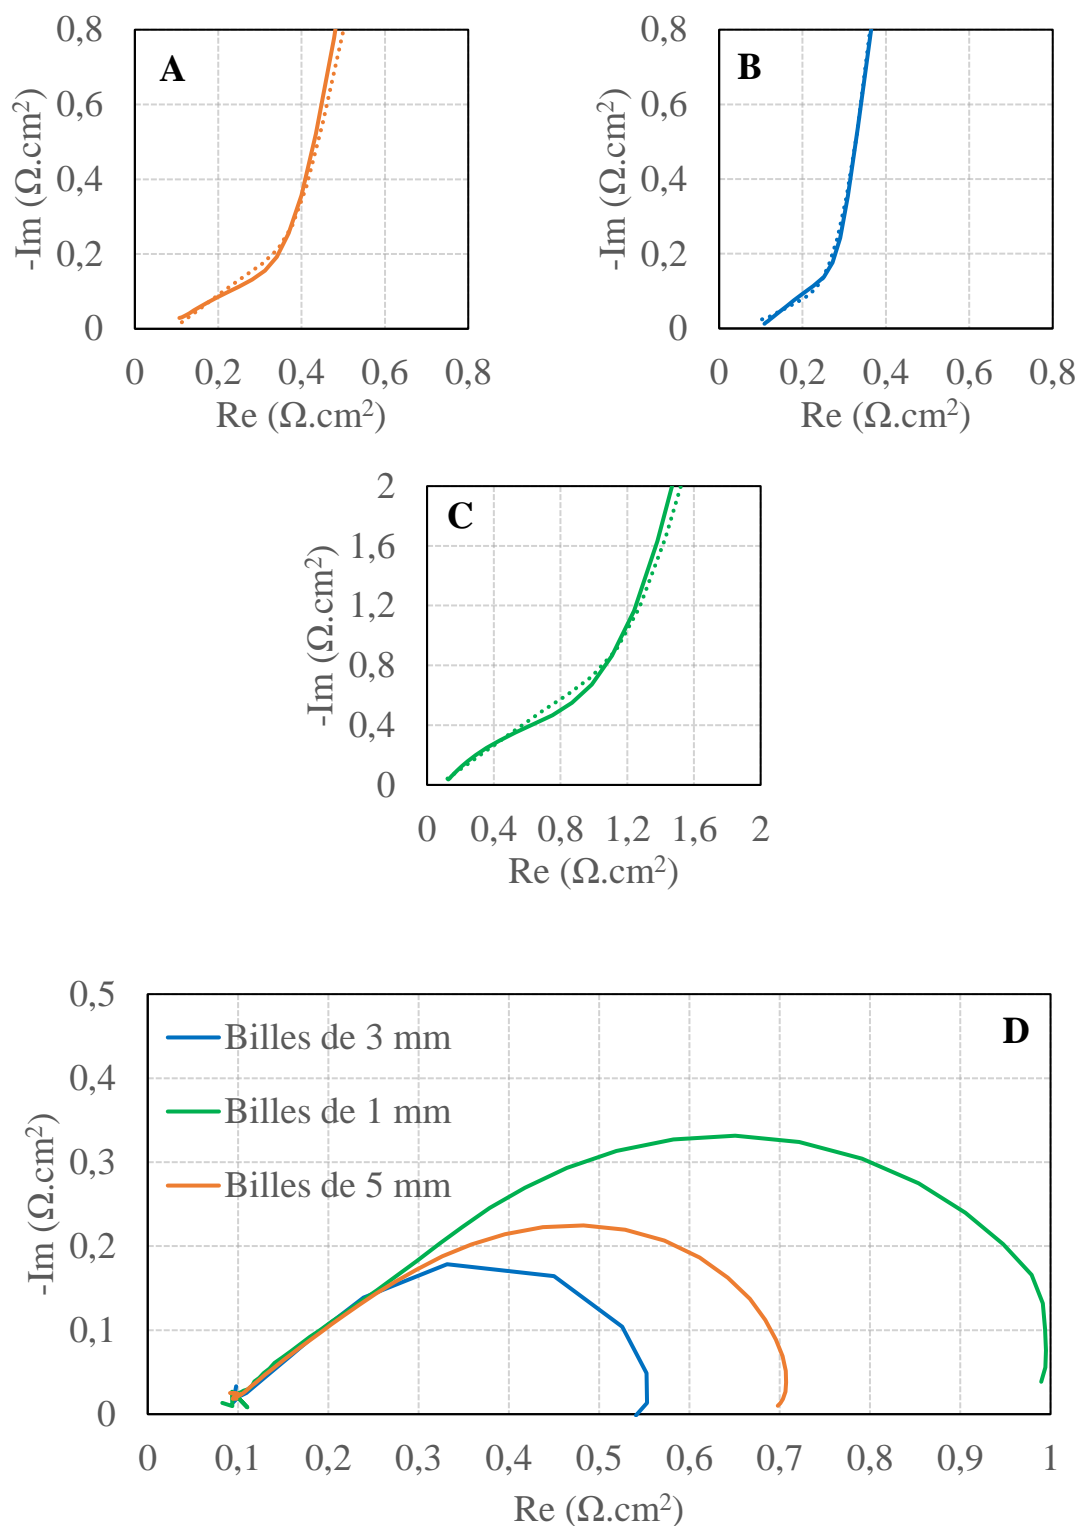 A
-Im (Ω.cm²)
0,8
0,6
0,4
0,2
0
0 0,2 0,4 0,6 0,8
Re (Ω.cm²)
B
-Im (Ω.cm²)
0,8
0,6
0,4
0,2
0
0 0,2 0,4 0,6 0,8
Re (Ω.cm²)
C
-Im (Ω.cm²)
2
1,6
1,2
0,8
0,4
0
0 0,4 0,8 1,2 1,6 2
Re (Ω.cm²)
D
-Im (Ω.cm²)
0,5
0,4
0,3
0,2
0,1
0
Billes de 3 mm
Billes de 1 mm
Billes de 5 mm
0 0,1 0,2 0,3 0,4 0,5 0,6 0,7 0,8 0,9 1
Re (Ω.cm²)